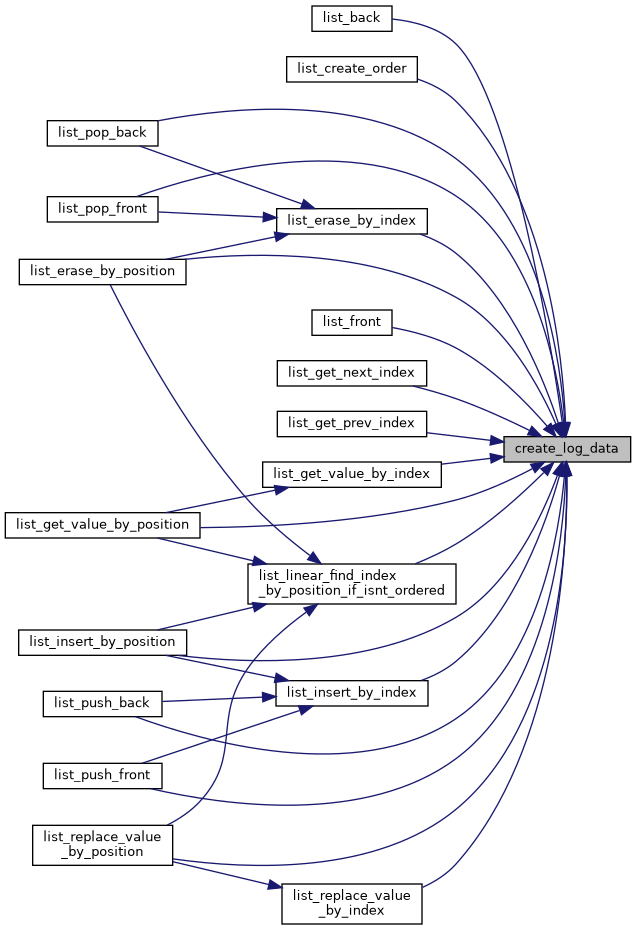 list_back
list_create_order
list_pop_back
list_pop_front
list_erase_by_index
list_erase_by_position
list_front
list_get_next_index
list_get_prev_index
create_log_data
list_get_value_by_index
list_get_value_by_position
list_linear_find_index
_by_position_if_isnt_ordered
list_insert_by_position
list_insert_by_index
list_push_back
list_push_front
list_replace_value
_by_position
list_replace_value
_by_index